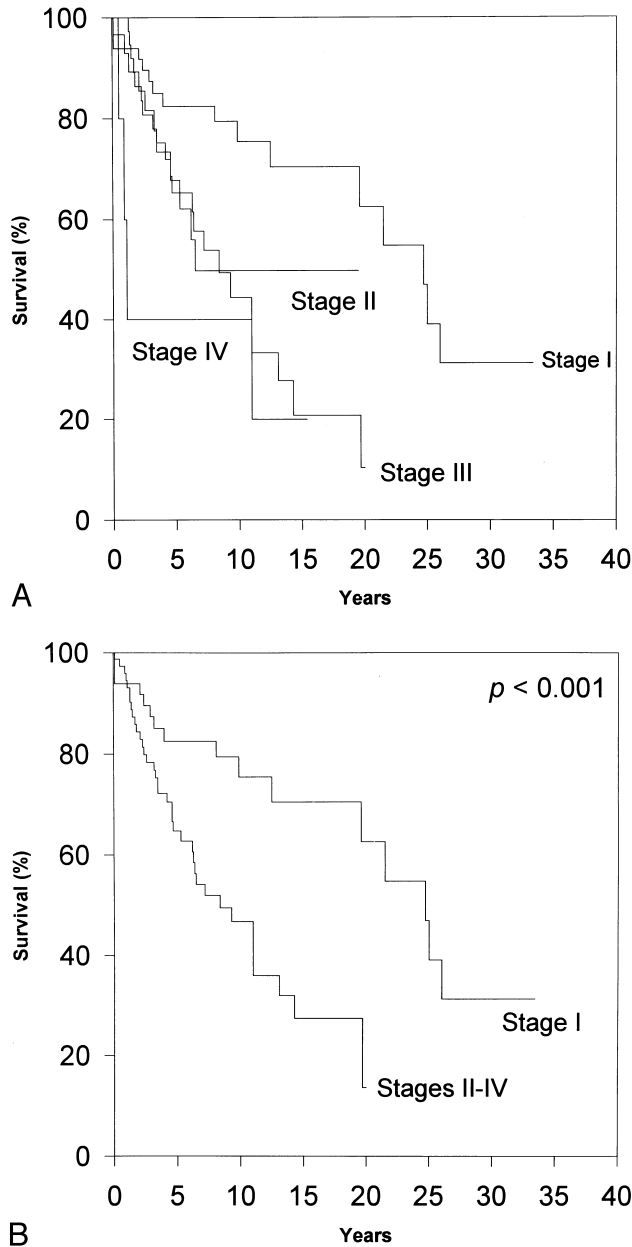 100
80
60
40
20
0
Survival (%)
Stage II
Stage IV
Stage I
Stage III
0 5 10 15 20 25 30 35 40
Years
A
100
80
60
40
20
0
Survival (%)
p < 0.001
Stage I
Stages II-IV
0 5 10 15 20 25 30 35 40
Years
B